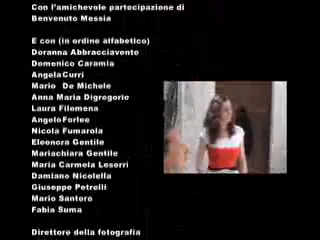 Con l'amichevole partecipazione di
Benvenuto Messia
E con (in ordine alfabetico)
Doranna Abbracciavento
Domenico Caramia
Angela Curri
Mario De Michele
Anna Maria Digregorio
Laura Filomena
Angelo Forleo
Nicola Fumarola
Eleonora Gentile
Mariachiara Gentile
Maria Carmela Leserri
Damiano Nicolella
Giuseppe Petrelli
Mario Santoro
Fabia Suma
Direttore della fotografia